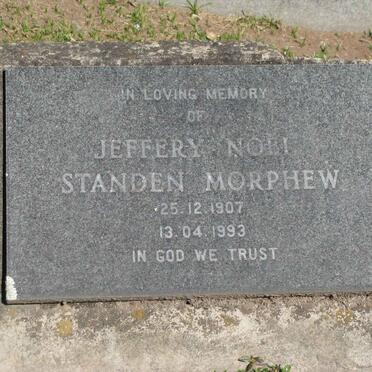 IN LOVING MEMORY
OF
JEFFERY NOEL
STANDEN MORPHEW
25.12.1907
13.04.1993
IN GOD WE TRUST